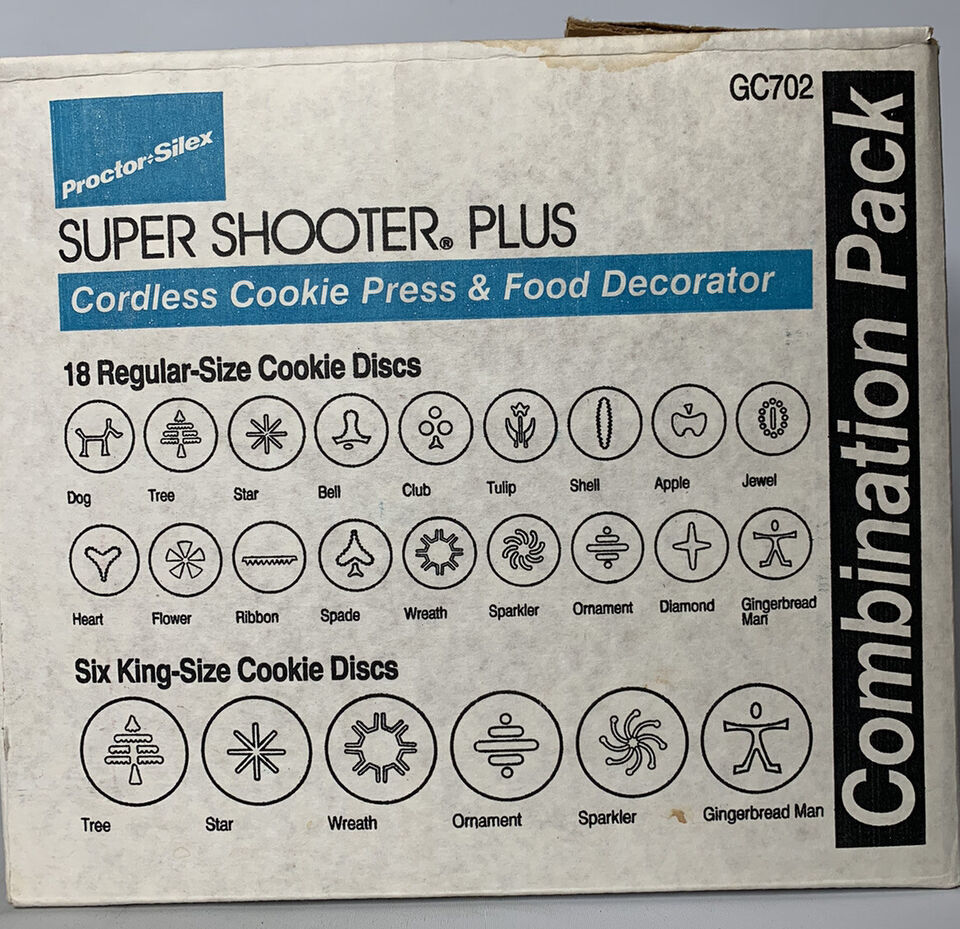 GC702
Proctor-Silex
SUPER SHOOTER® PLUS
Cordless Cookie Press & Food Decorator
18 Regular-Size Cookie Discs
Dog Tree Star Bell Club Tulip Shell Apple Jewel
Heart Flower Ribbon Spade Wreath Sparkler Ornament Diamond Gingerbread
Man
Six King-Size Cookie Discs
Tree Star Wreath Ornament Sparkler Gingerbread Man
Combination Pack